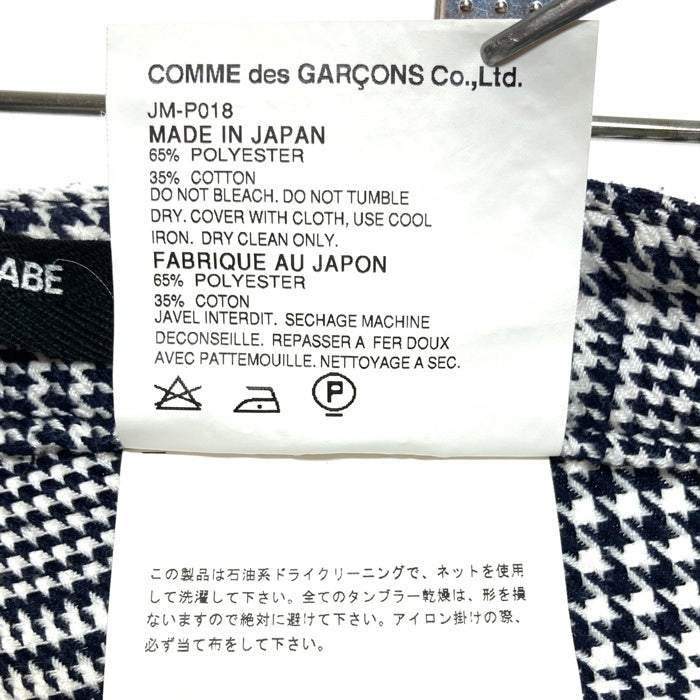 COMME des GARÇONS Co.,Ltd.
JM-P018
MADE IN JAPAN
65% POLYESTER
35% COTTON
DO NOT BLEACH. DO NOT TUMBLE
DRY. COVER WITH CLOTH, USE COOL
IRON. DRY CLEAN ONLY.
FABRIQUE AU JAPON
65% POLYESTER
35% COTON
JAVEL INTERDIT. SECHAGE MACHINE
DECONSEILLE. REPASSER A FER DOUX
AVEC PATTEMOUILLE. NETTOYAGE A SEC.
P
ABE
この製品は石油系ドライクリーニングで、ネットを使用
して洗濯して下さい。全てのタンブラー乾燥は、形を損
ないますので絶対に避けて下さい。アイロン掛けの際、
必ず当て布をして下さい。